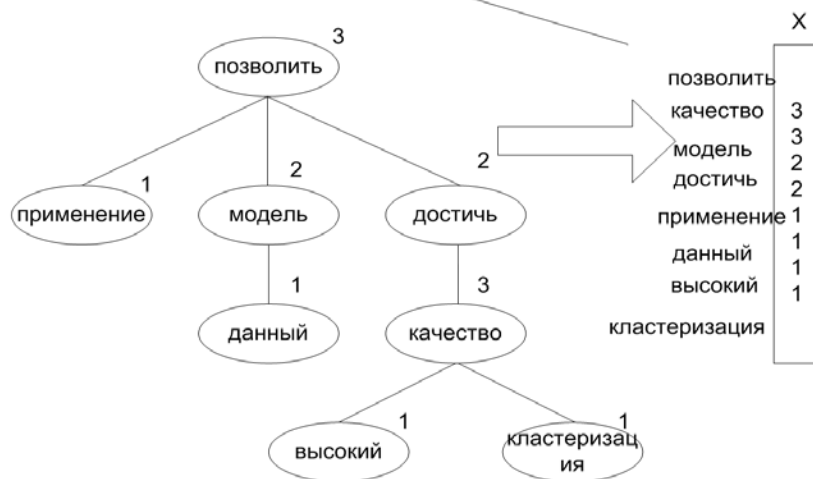 X
3
позволить
позволить
качество 3
3
2
1 2 модель
2
достичь 2
применение модель достичь применение 1
1
данный
1
1 3 высокий 1
данный качество
кластеризация
1 1
высокий кластеризац
ия